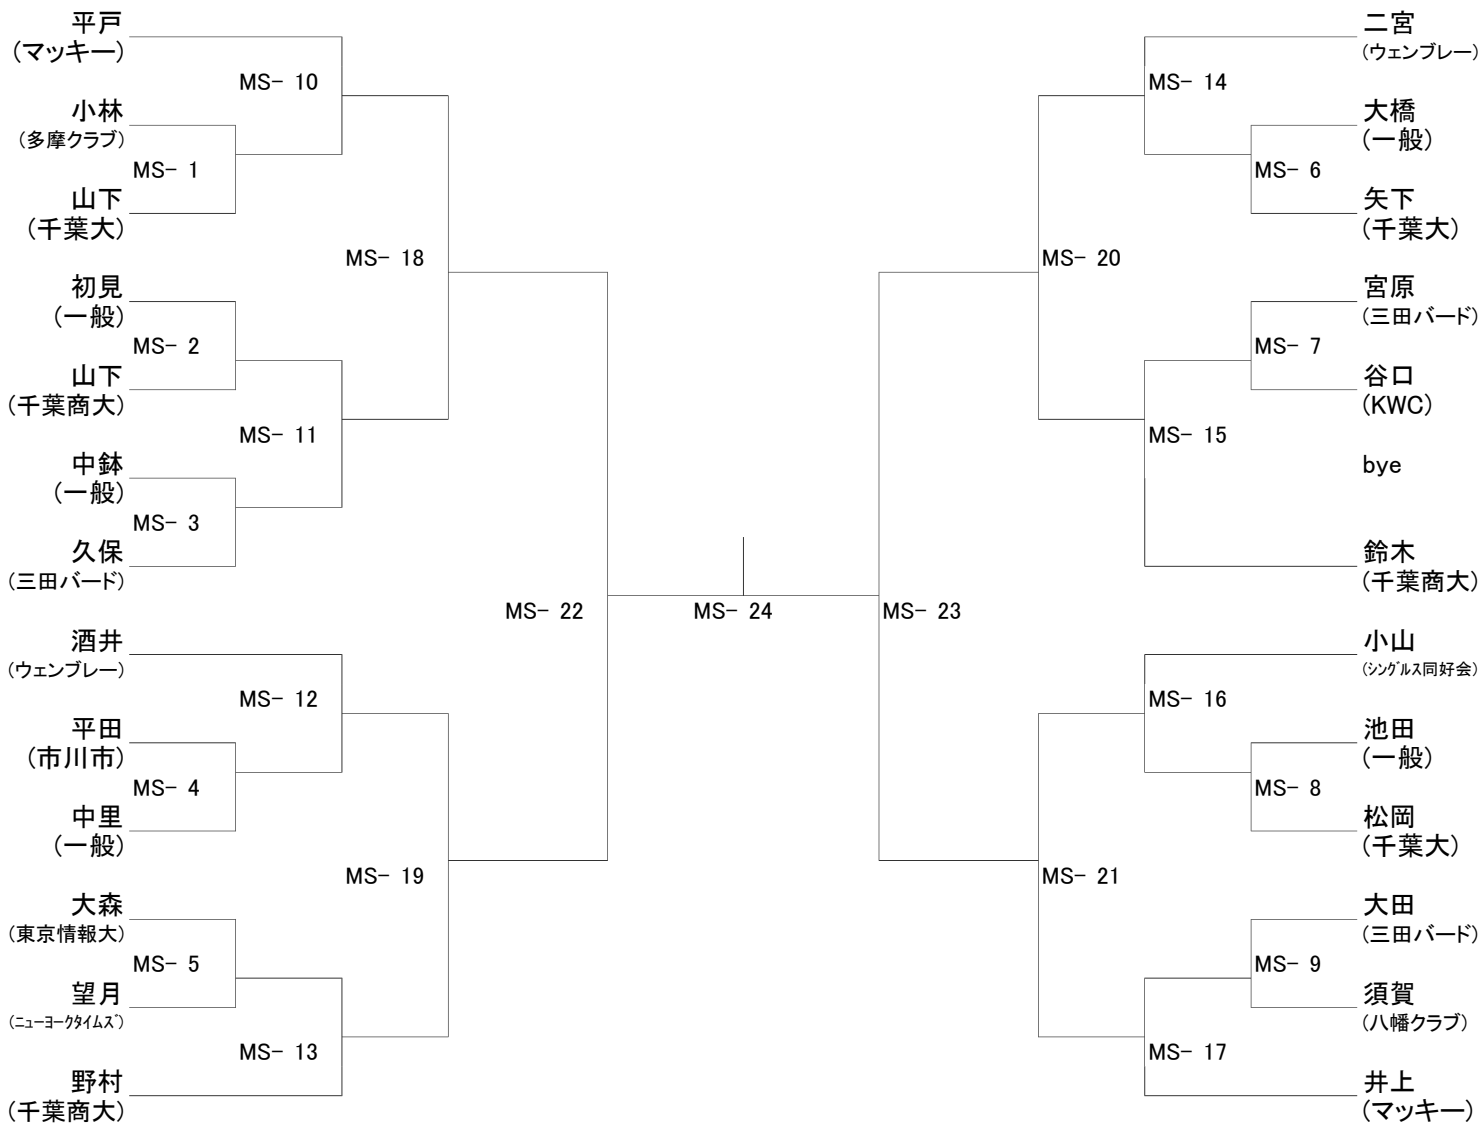 平戸
(マッキー)
MS- 10
小林
(多摩クラブ)
MS- 1
山下
(千葉大)
MS- 18
初見
(一般)
MS- 2
山下
(千葉商大)
MS- 11
中鉢
(一般)
MS- 3
久保
(三田バード)
MS- 22
酒井
(ウェンブレー)
MS- 12
平田
(市川市)
MS- 4
中里
(一般)
MS- 19
大森
(東京情報大)
MS- 5
望月
(ﾆｭｰﾖｰｸﾀｲﾑｽﾞ)
MS- 13
野村
(千葉商大)
MS- 24
二宮
(ウェンブレー)
MS- 14
大橋
(一般)
MS- 6
矢下
(千葉大)
MS- 20
宮原
(三田バード)
MS- 7
谷口
(KWC)
MS- 15
bye
鈴木
(千葉商大)
MS- 23
小山
(ｼﾝｸﾞﾙｽ同好会)
MS- 16
池田
(一般)
MS- 8
松岡
(千葉大)
MS- 21
大田
(三田バード)
MS- 9
須賀
(八幡クラブ)
MS- 17
井上
(マッキー)